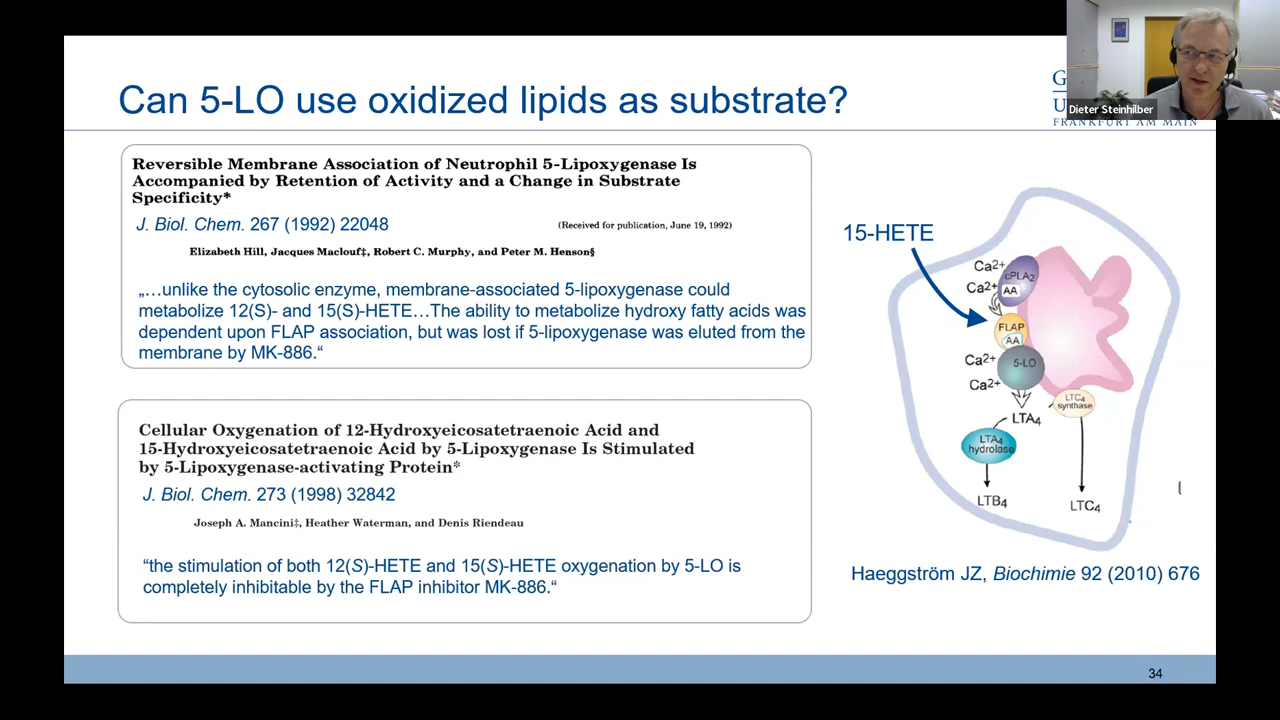 Can 5-LO use oxidized lipids as substrate?
G
U
FRANKFURT AM MAIN
Dieter Steinhilber
Reversible Membrane Association of Neutrophil 5-Lipoxygenase Is
Accompanied by Retention of Activity and a Change in Substrate
Specificity*
J. Biol. Chem. 267 (1992) 22048
(Received for publication, June 19, 1992)
Elizabeth Hill, Jacques Maclouf‡, Robert C. Murphy, and Peter M. Henson§
„…unlike the cytosolic enzyme, membrane-associated 5-lipoxygenase could
metabolize 12(S)- and 15(S)-HETE…The ability to metabolize hydroxy fatty acids was
dependent upon FLAP association, but was lost if 5-lipoxygenase was eluted from the
membrane by MK-886.“
Cellular Oxygenation of 12-Hydroxyeicosatetraenoic Acid and
15-Hydroxyeicosatetraenoic Acid by 5-Lipoxygenase Is Stimulated
by 5-Lipoxygenase-activating Protein*
J. Biol. Chem. 273 (1998) 32842
Joseph A. Mancini‡, Heather Waterman, and Denis Riendeau
“the stimulation of both 12(S)-HETE and 15(S)-HETE oxygenation by 5-LO is
completely inhibitable by the FLAP inhibitor MK-886.“
15-HETE
Ca2+
Ca2+
cPLA2
AA
FLAP
AA
Ca2+
5-LO
Ca2+
LTA4
LTC4
synthase
LTA4
hydrolase
LTB4
LTC4
Haeggström JZ, Biochimie 92 (2010) 676
34